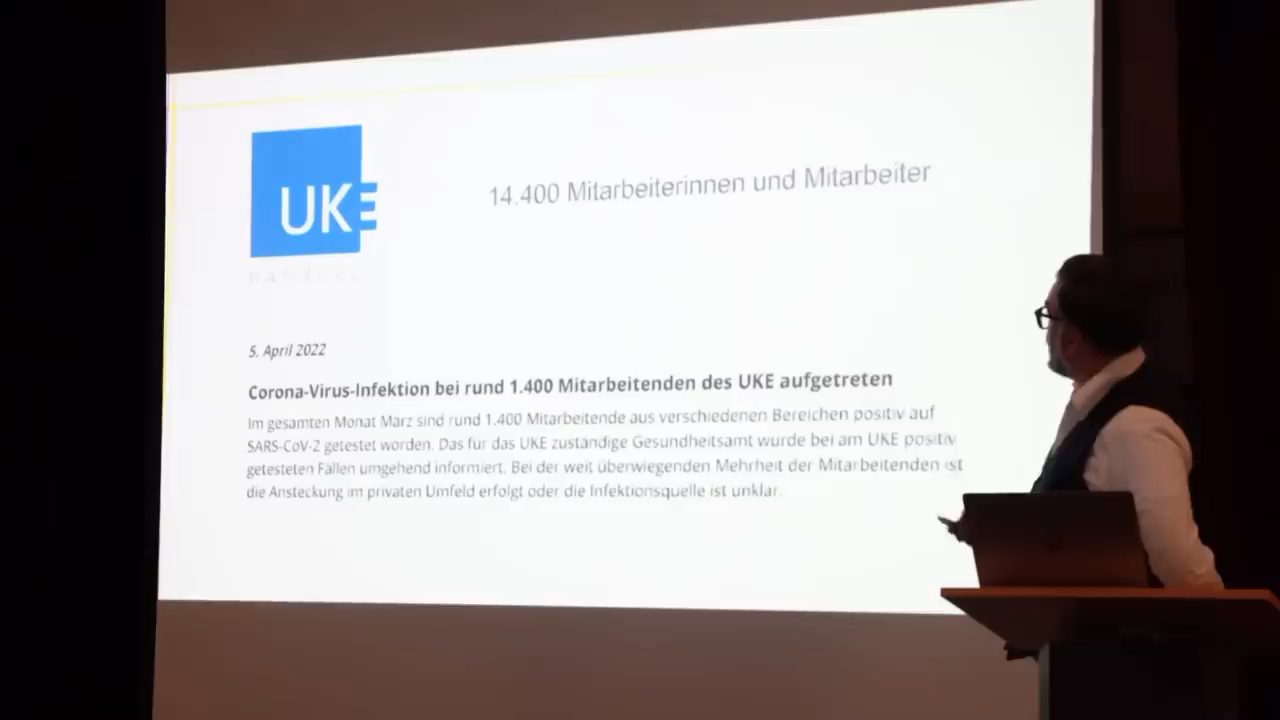 UKE
HAMBURG
14.400 Mitarbeiterinnen und Mitarbeiter
5. April 2022
Corona-Virus-Infektion bei rund 1.400 Mitarbeitenden des UKE aufgetreten
Im gesamten Monat März sind rund 1.400 Mitarbeitende aus verschiedenen Bereichen positiv auf
SARS-CoV-2 getestet worden. Das für das UKE zuständige Gesundheitsamt wurde bei am UKE positiv
getesteten Fällen umgehend informiert. Bei der weit überwiegenden Mehrheit der Mitarbeitenden ist
die Ansteckung im privaten Umfeld erfolgt oder die Infektionsquelle ist unklar.